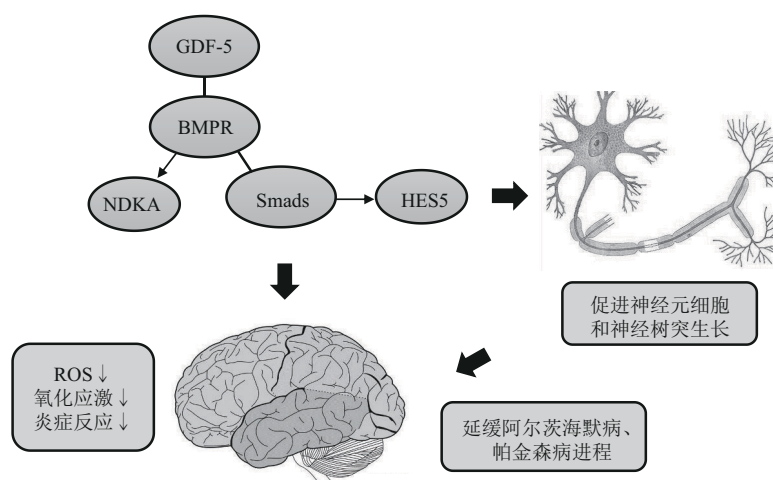 GDF-5
BMPR
NDKA
Smads
HES5
促进神经元细胞
和神经树突生长
ROS↓
氧化应激↓
炎症反应↓
延缓阿尔茨海默病、
帕金森病进程